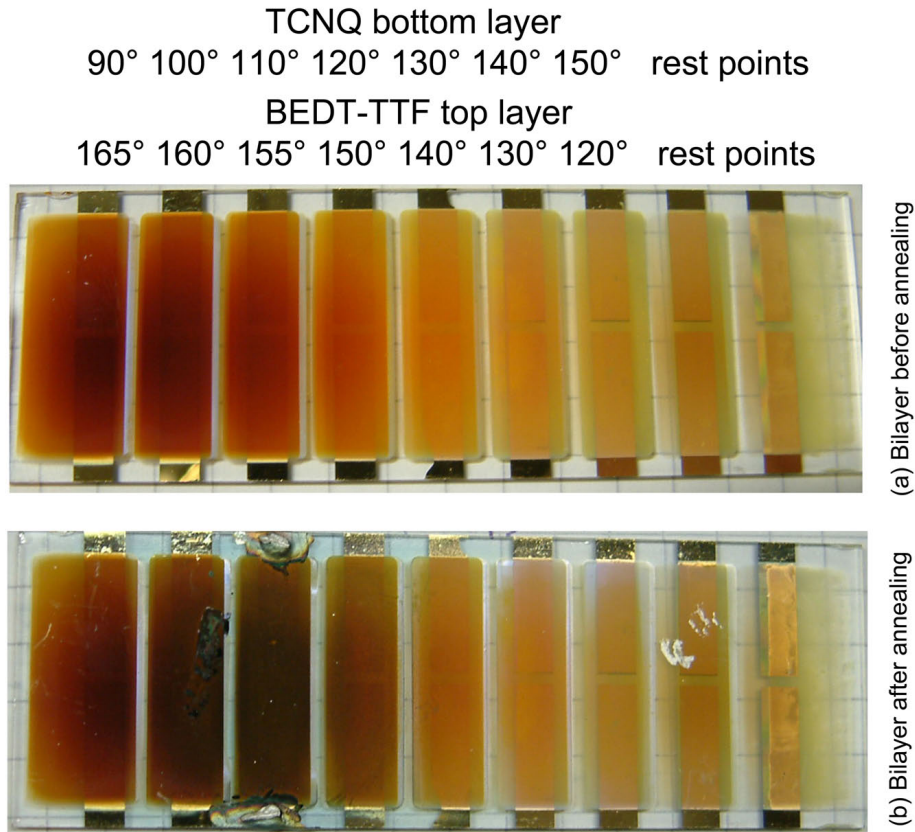 TCNQ bottom layer
90° 100° 110° 120° 130° 140° 150° rest points
BEDT-TTF top layer
165° 160° 155° 150° 140° 130° 120° rest points
(a) Bilayer before annealing
(b) Bilayer after annealing